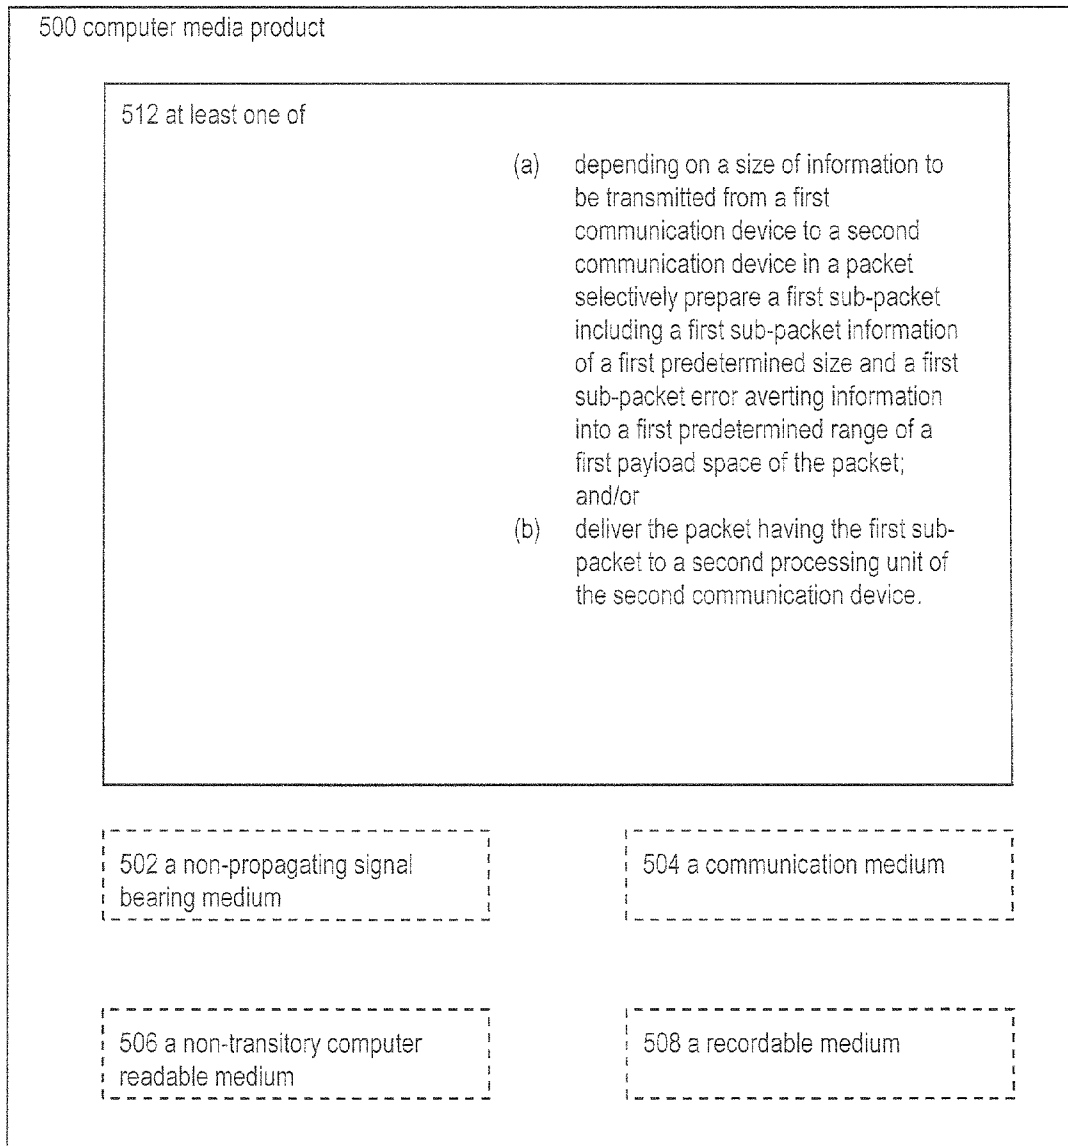 500 computer media product
512 at least one of
(a) depending on a size of information to
be transmitted from a first
communication device to a second
communication device in a packet
selectively prepare a first sub-packet
including a first sub-packet information
of a first predetermined size and a first
sub-packet error averting information
into a first predetermined range of a
first payload space of the packet;
and/or
(b) deliver the packet having the first sub-
packet to a second processing unit of
the second communication device.
502 a non-propagating signal
bearing medium
504 a communication medium
506 a non-transitory computer
readable medium
508 a recordable medium